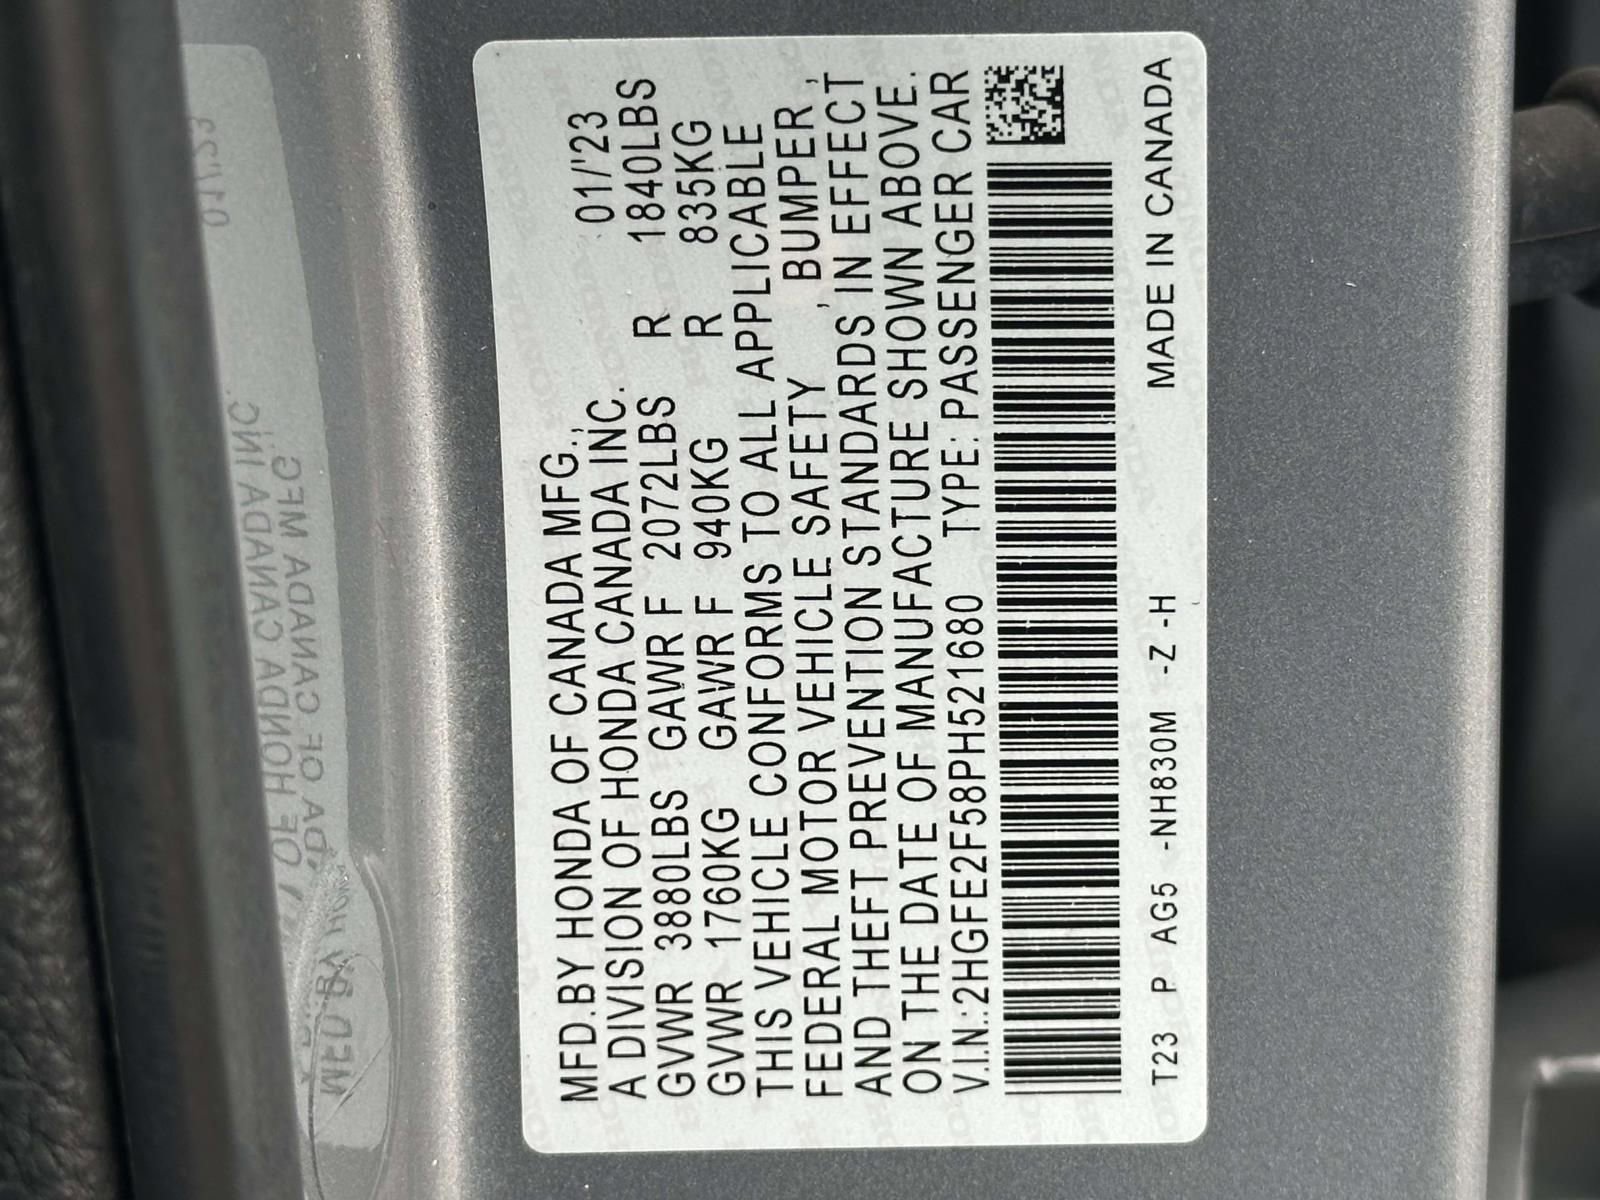 MFD.BY HONDA OF CANADA MFG.,
A DIVISION OF HONDA CANADA INC. 01/'23
GVWR 3880LBS GAWR F 2072LBS R 1840LBS
GVWR 1760KG GAWR F 940KG R 835KG
THIS VEHICLE CONFORMS TO ALL APPLICABLE
FEDERAL MOTOR VEHICLE SAFETY , BUMPER ,
AND THEFT PREVENTION STANDARDS IN EFFECT
ON THE DATE OF MANUFACTURE SHOWN ABOVE.
V.I.N.:2HGFE2F58PH521680 TYPE: PASSENGER CAR
T23 P AG5 -NH830M -Z -H MADE IN CANADA